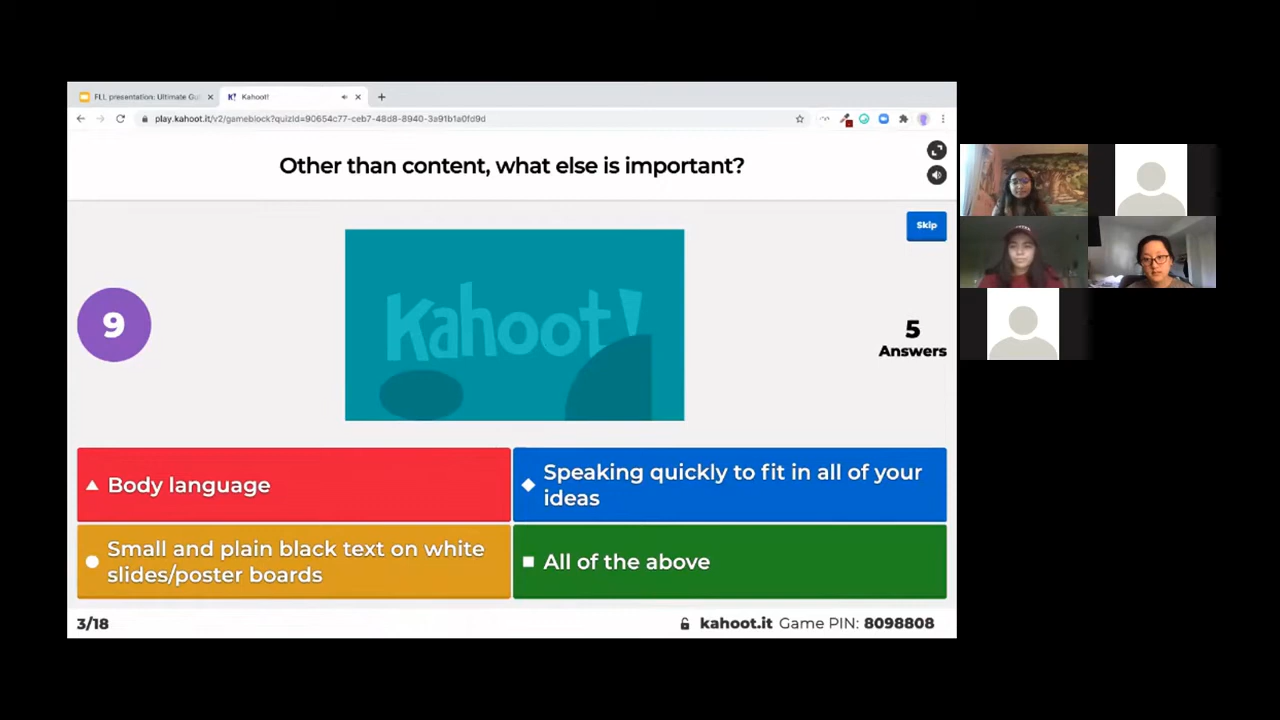 FLL presentation: Ultimate Gui
K! Kahoot!
play.kahoot.it/v2/gameblock?quizId=90654c77-ceb7-48d8-8940-3a91b1a0fd9d
Other than content, what else is important?
Skip
9
Kahoot!
5
Answers
Body language
Speaking quickly to fit in all of your
ideas
Small and plain black text on white
slides/poster boards
All of the above
3/18
kahoot.it Game PIN: 8098808